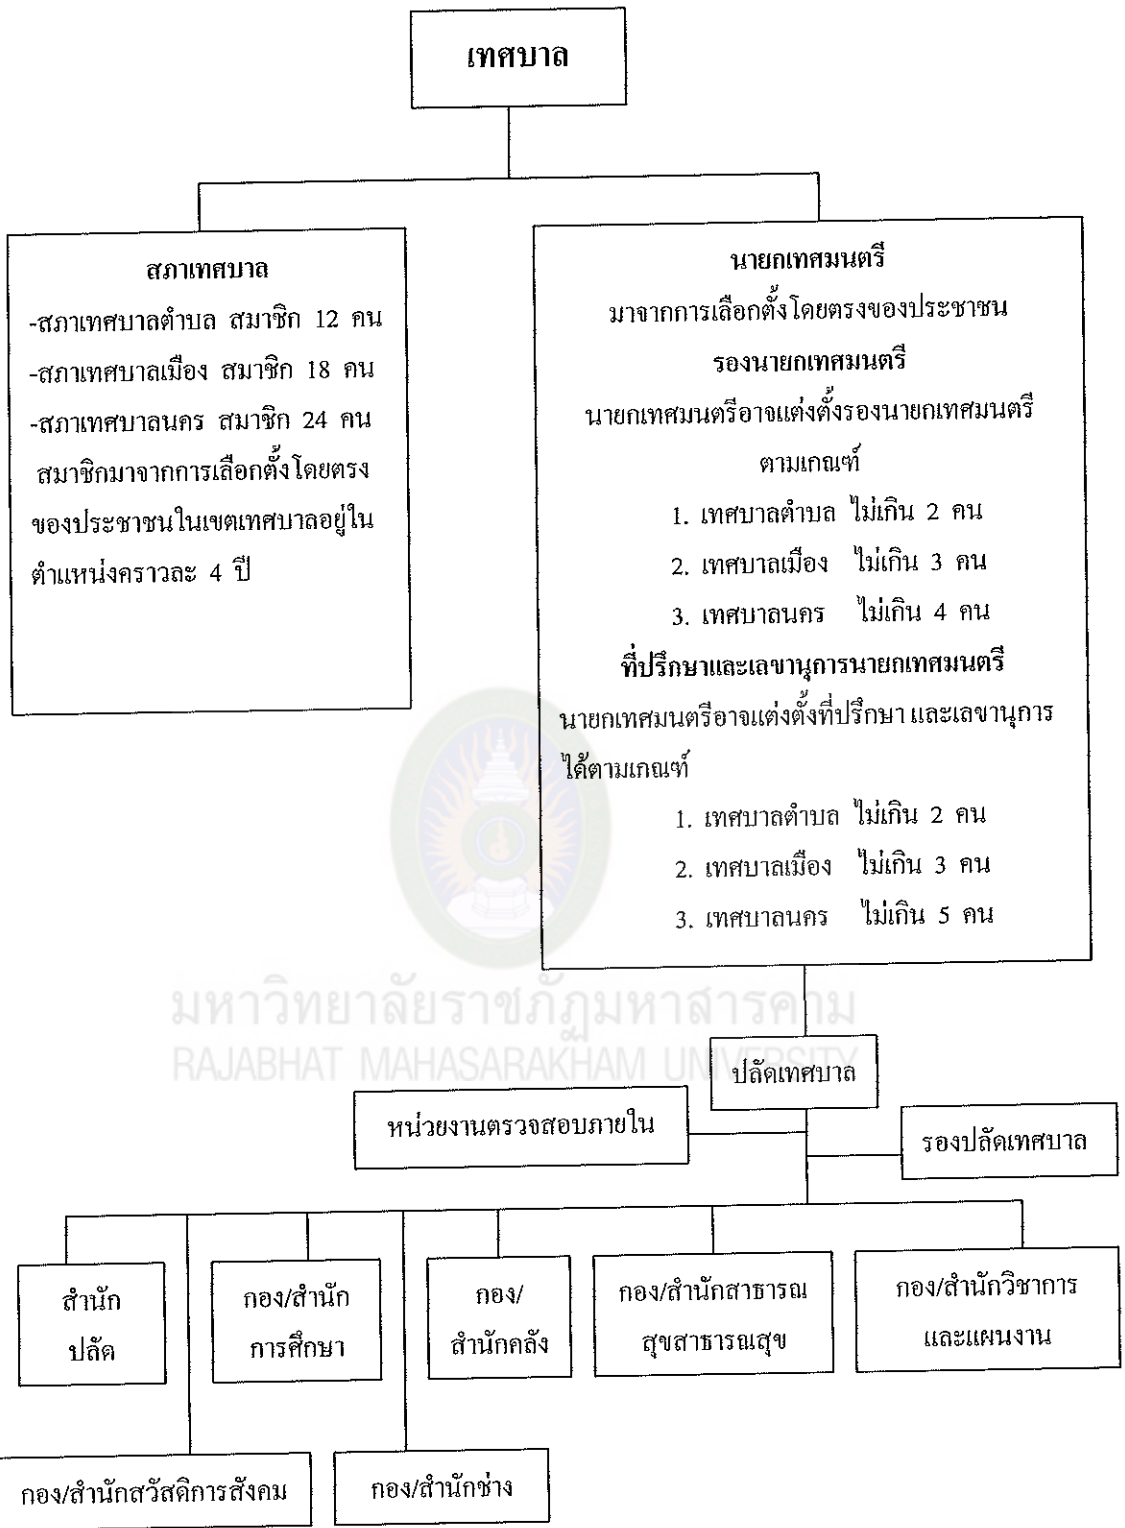 เทศบาล
สภาเทศบาล
-สภาเทศบาลตำบล สมาชิก 12 คน
-สภาเทศบาลเมือง สมาชิก 18 คน
-สภาเทศบาลนคร สมาชิก 24 คน
สมาชิกมาจากการเลือกตั้งโดยตรง
ของประชาชนในเขตเทศบาลอยู่ใน
ตำแหน่งคราวละ 4 ปี
นายกเทศมนตรี
มาจากการเลือกตั้งโดยตรงของประชาชน
รองนายกเทศมนตรี
นายกเทศมนตรีอาจแต่งตั้งรองนายกเทศมนตรี
ตามเกณฑ์
1. เทศบาลตำบล ไม่เกิน 2 คน
2. เทศบาลเมือง ไม่เกิน 3 คน
3. เทศบาลนคร ไม่เกิน 4 คน
ที่ปรึกษาและเลขานุการนายกเทศมนตรี
นายกเทศมนตรีอาจแต่งตั้งที่ปรึกษา และเลขานุการ
ได้ตามเกณฑ์
1. เทศบาลตำบล ไม่เกิน 2 คน
2. เทศบาลเมือง ไม่เกิน 3 คน
3. เทศบาลนคร ไม่เกิน 5 คน
มหาวิทยาลัยราชภัฏมหาสารคาม
RAJABHAT MAHASARAKHAM UNIVERSITY
ปลัดเทศบาล
หน่วยงานตรวจสอบภายใน
รองปลัดเทศบาล
สำนัก
ปลัด
กอง/สำนัก
การศึกษา
กอง/
สำนักคลัง
กอง/สำนักสาธารณ
สุขสาธารณสุข
กอง/สำนักวิชาการ
และแผนงาน
กอง/สำนักสวัสดิการสังคม
กอง/สำนักช่าง